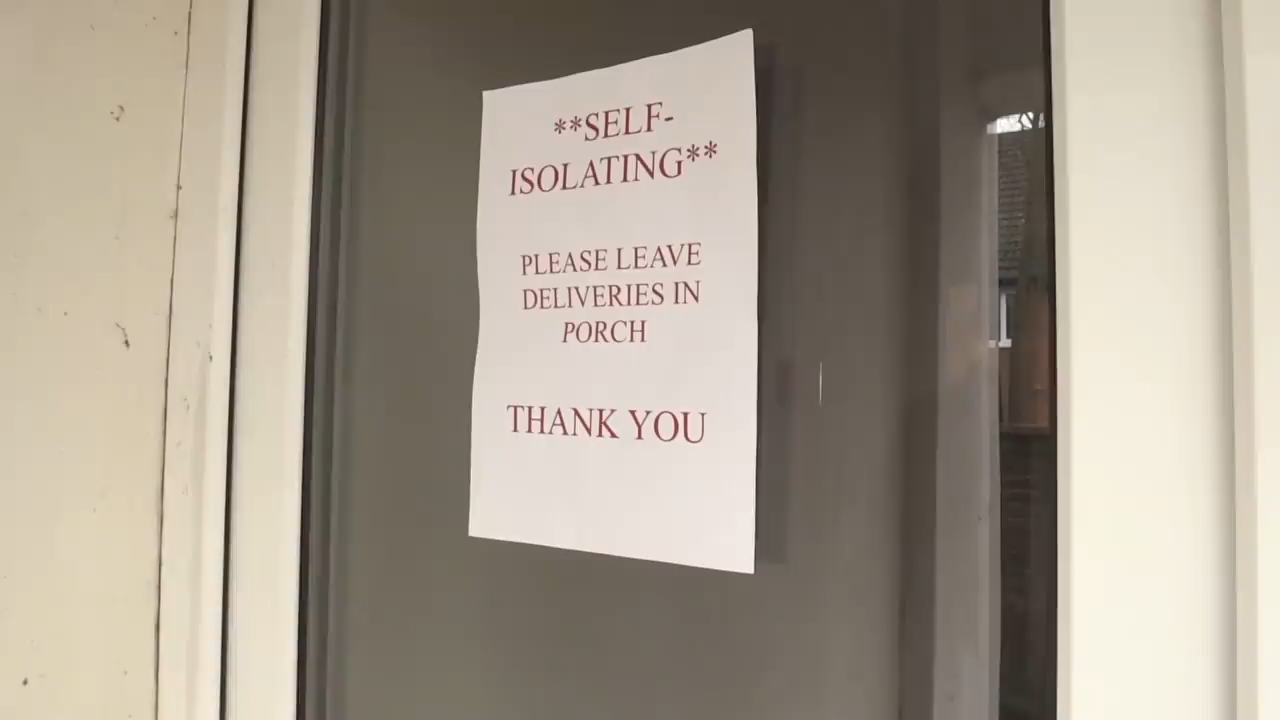 **SELF-
ISOLATING**
PLEASE LEAVE
DELIVERIES IN
PORCH
THANK YOU